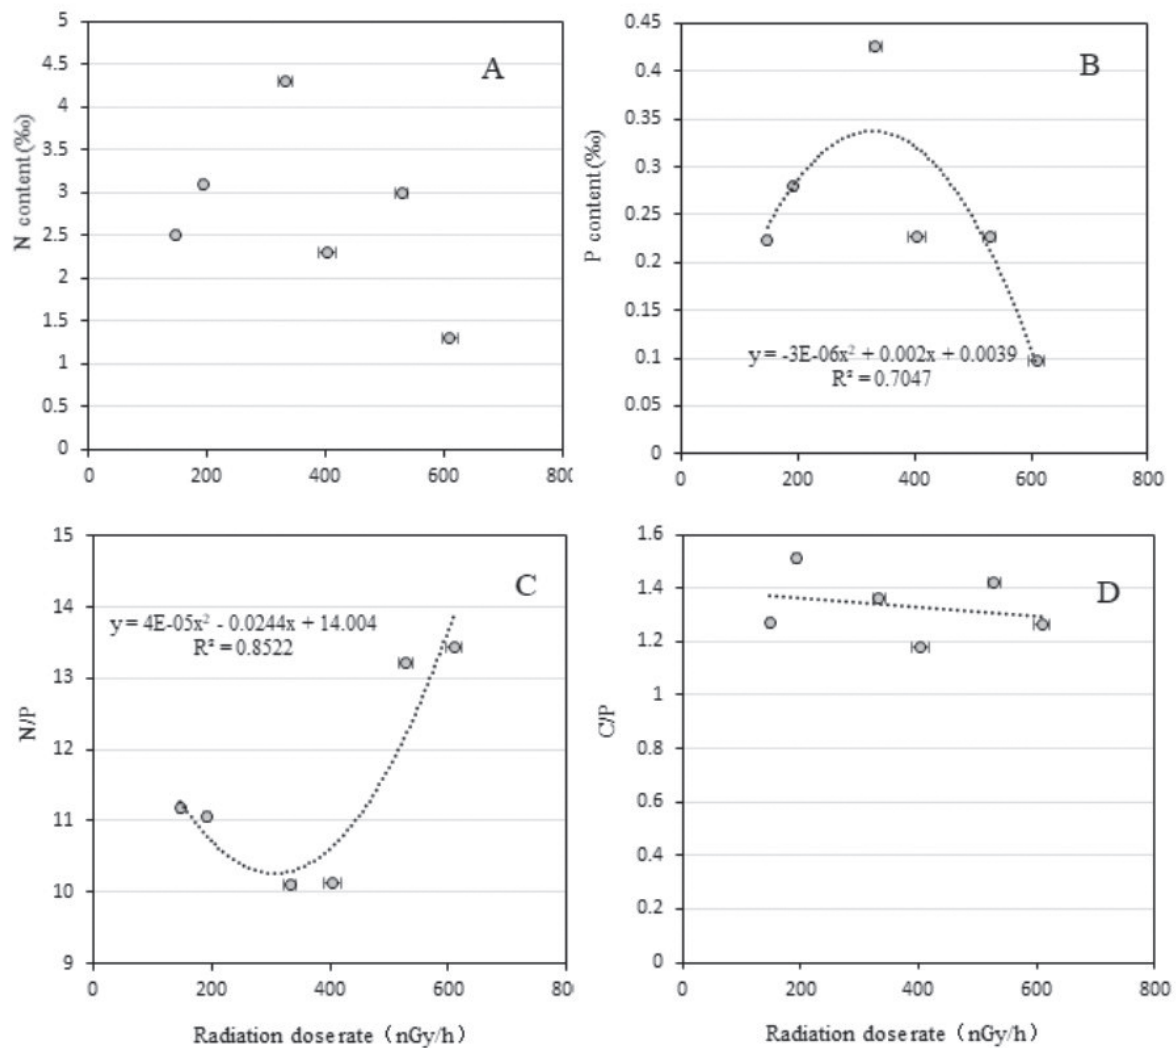 A
N content(‰)
5
4.5
4
3.5
3
2.5
2
1.5
1
0.5
0
0 200 400 600 80
B
P content(‰)
0.45
0.4
0.35
0.3
0.25
0.2
0.15
0.1
0.05
0
y = -3E-06x² + 0.002x + 0.0039
R² = 0.7047
0 200 400 600 800
C
N/P
15
14
13
12
11
10
9
y = 4E-05x² - 0.0244x + 14.004
R² = 0.8522
0 200 400 600 80
Radiation dose rate (nGy/h)
D
C/P
1.6
1.4
1.2
1
0.8
0.6
0.4
0.2
0
0 200 400 600 800
Radiation dose rate (nGy/h)